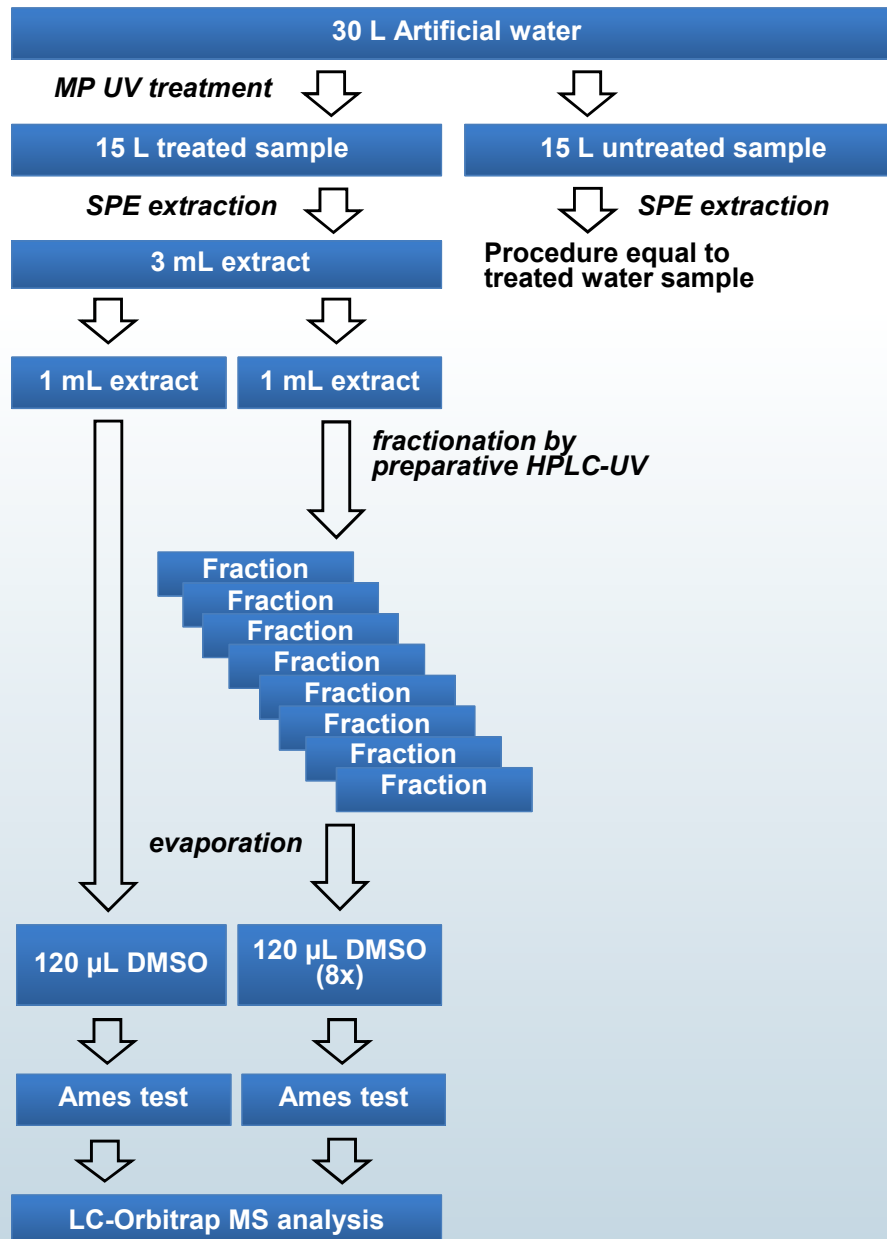 30 L Artificial water
MP UV treatment
15 L treated sample
15 L untreated sample
SPE extraction
SPE extraction
3 mL extract
Procedure equal to
treated water sample
1 mL extract
1 mL extract
fractionation by
preparative HPLC-UV
Fraction
Fraction
Fraction
Fraction
Fraction
Fraction
Fraction
Fraction
evaporation
120 µL DMSO
120 µL DMSO
(8x)
Ames test
Ames test
LC-Orbitrap MS analysis